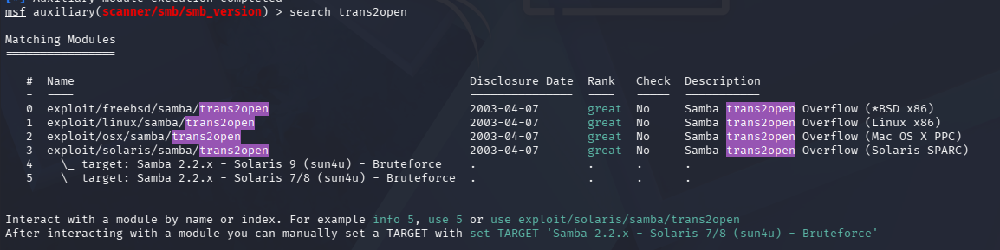 [*] Auxiliary module execution completed
msf auxiliary(scanner/smb/smb_version) > search trans2open
Matching Modules
================
#  Name                                                         Disclosure Date  Rank   Check  Description
-  ----                                                         ---------------  ----   -----  -----------
0  exploit/freebsd/samba/trans2open                             2003-04-07       great  No     Samba trans2open Overflow (*BSD x86)
1  exploit/linux/samba/trans2open                               2003-04-07       great  No     Samba trans2open Overflow (Linux x86)
2  exploit/osx/samba/trans2open                                 2003-04-07       great  No     Samba trans2open Overflow (Mac OS X PPC)
3  exploit/solaris/samba/trans2open                             2003-04-07       great  No     Samba trans2open Overflow (Solaris SPARC)
4    \_ target: Samba 2.2.x - Solaris 9 (sun4u) - Bruteforce    .                .      .      .
5    \_ target: Samba 2.2.x - Solaris 7/8 (sun4u) - Bruteforce  .                .      .      .
Interact with a module by name or index. For example info 5, use 5 or use exploit/solaris/samba/trans2open
After interacting with a module you can manually set a TARGET with set TARGET 'Samba 2.2.x - Solaris 7/8 (sun4u) - Bruteforce'